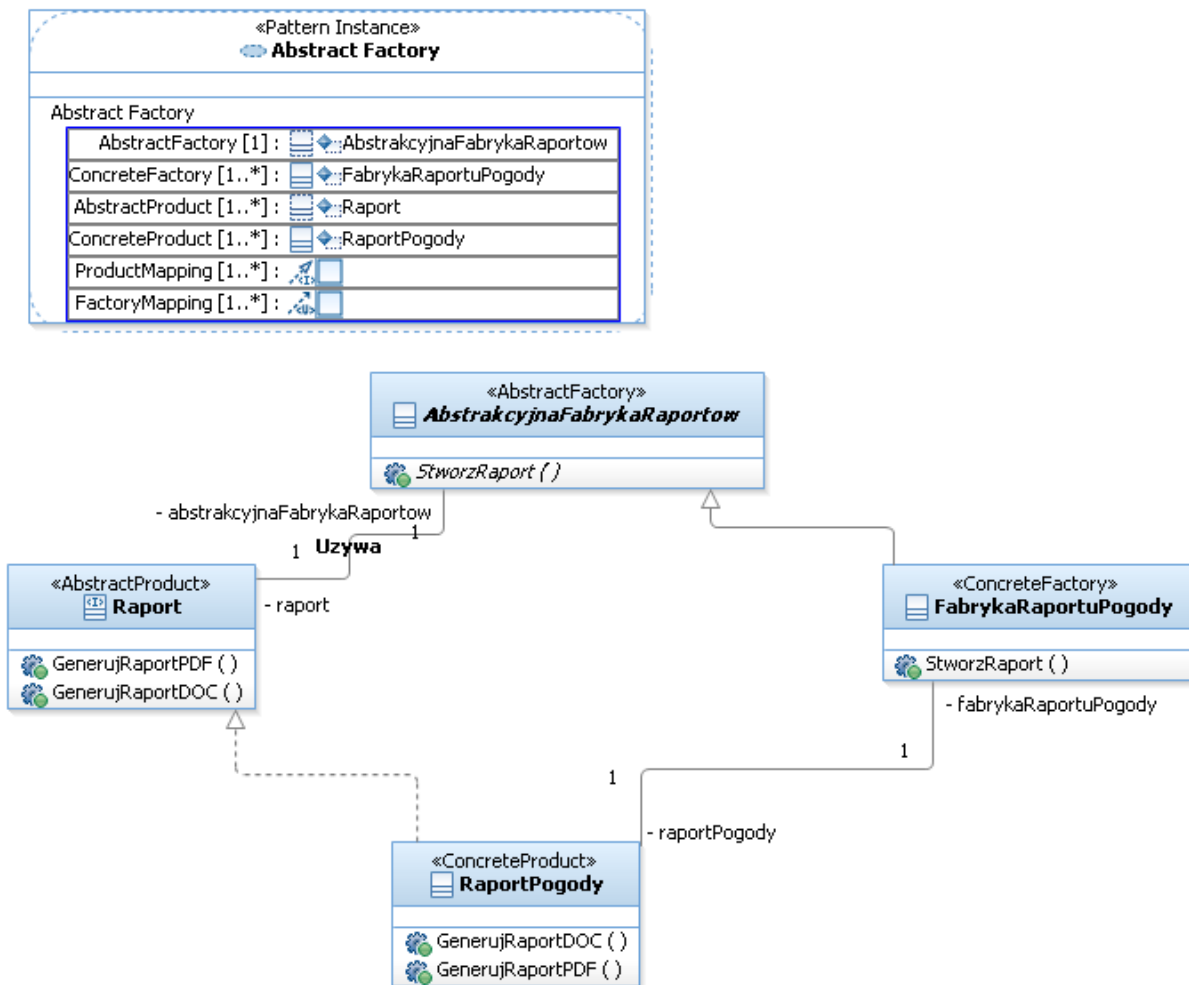 «Pattern Instance»
Abstract Factory
Abstract Factory
AbstractFactory [1] : AbstrakcyjnaFabrykaRaportow
ConcreteFactory [1..*] : FabrykaRaportuPogody
AbstractProduct [1..*] : Raport
ConcreteProduct [1..*] : RaportPogody
ProductMapping [1..*] : <I>
FactoryMapping [1..*] : <U>
«AbstractFactory»
AbstrakcyjnaFabrykaRaportow
StworzRaport ( )
- abstrakcyjnaFabrykaRaportow
1
1 Uzywa
«AbstractProduct»
<I> Raport
- raport
GenerujRaportPDF ( )
GenerujRaportDOC ( )
«ConcreteFactory»
FabrykaRaportuPogody
StworzRaport ( )
- fabrykaRaportuPogody
1
1
- raportPogody
«ConcreteProduct»
RaportPogody
GenerujRaportDOC ( )
GenerujRaportPDF ( )